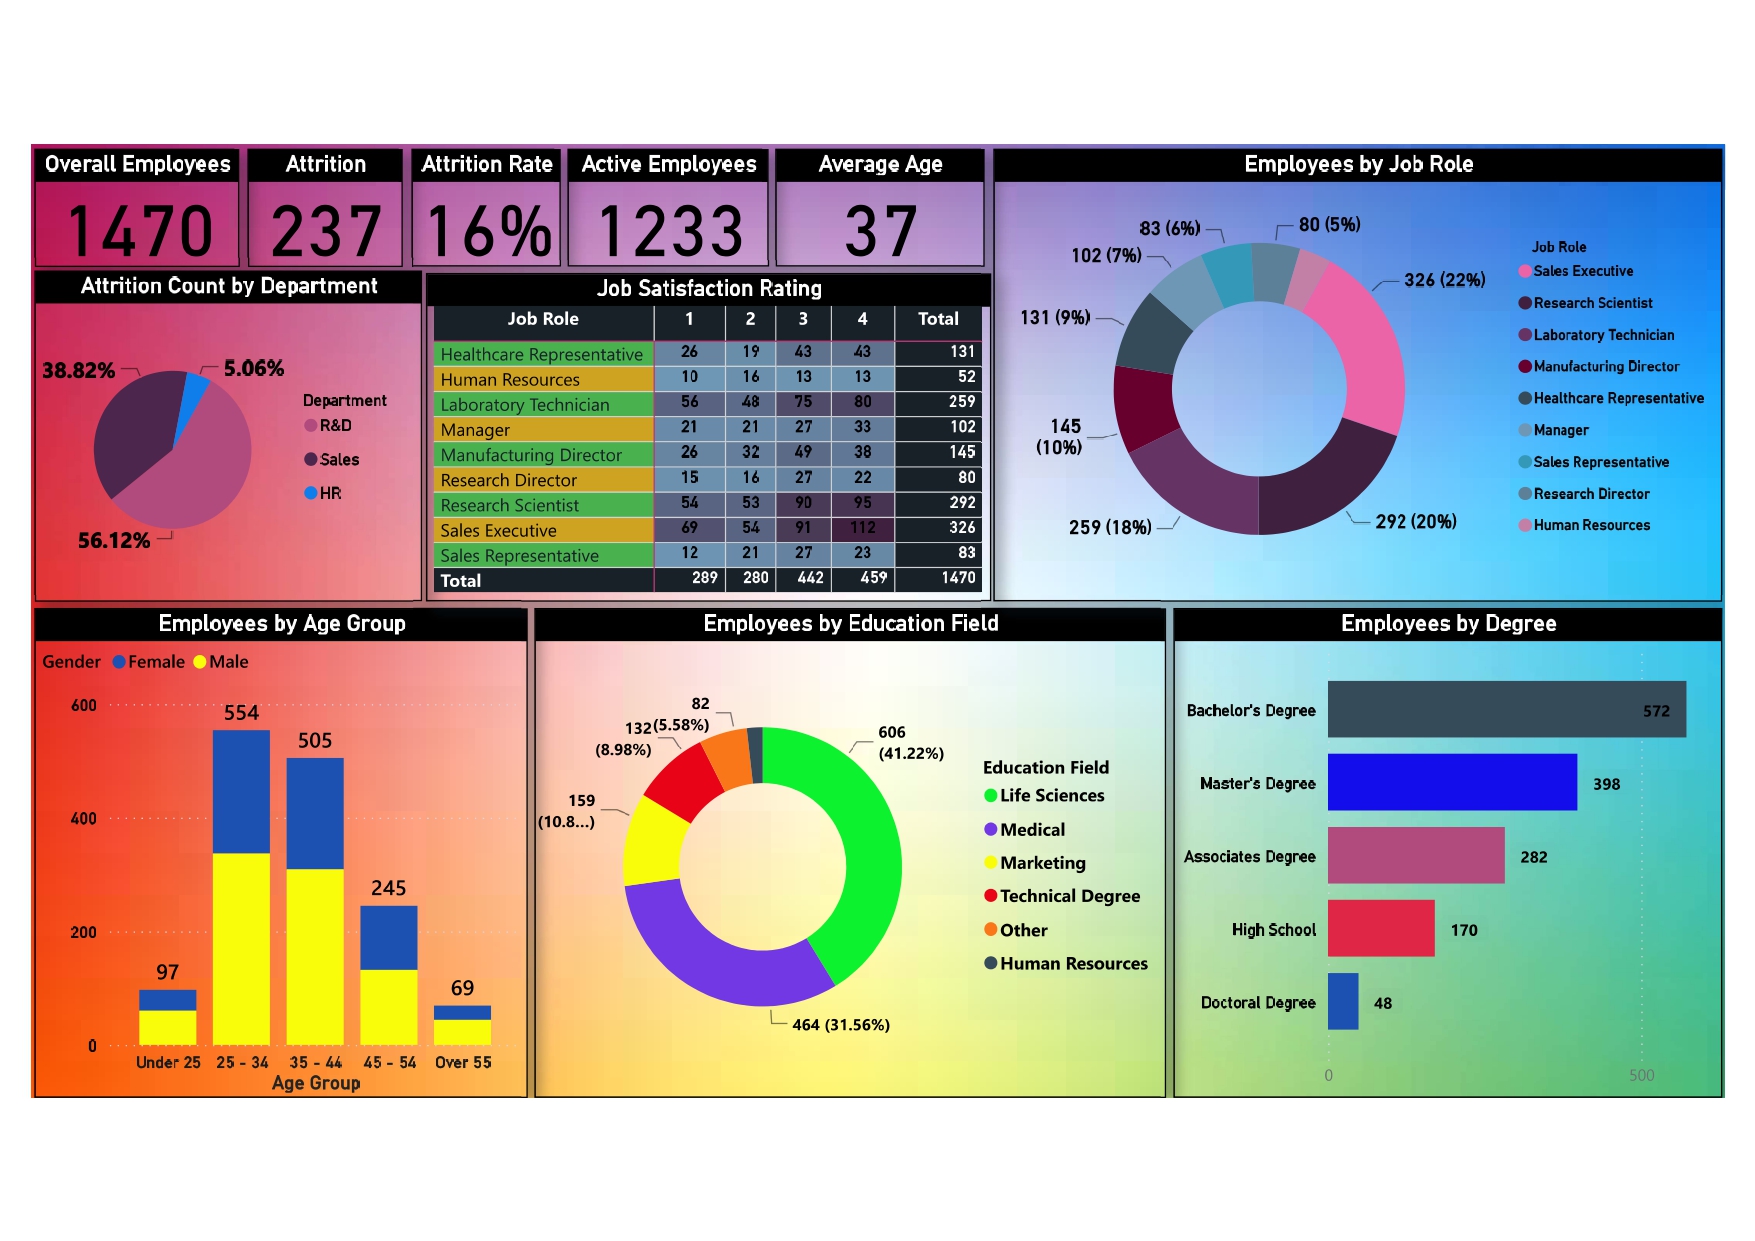 Overall Employees
1470
Attrition
237
Attrition Rate
16%
Active Employees
1233
Average Age
37
Attrition Count by Department
38.82%
5.06%
56.12%
Department
R&D
Sales
HR
Job Satisfaction Rating
Job Role 1 2 3 4 Total
Healthcare Representative 26 19 43 43 131
Human Resources 10 16 13 13 52
Laboratory Technician 56 48 75 80 259
Manager 21 21 27 33 102
Manufacturing Director 26 32 49 38 145
Research Director 15 16 27 22 80
Research Scientist 54 53 90 95 292
Sales Executive 69 54 91 112 326
Sales Representative 12 21 27 23 83
Total 289 280 442 459 1470
Employees by Job Role
83 (6%)
80 (5%)
102 (7%)
326 (22%)
131 (9%)
145
(10%)
259 (18%)
292 (20%)
Job Role
Sales Executive
Research Scientist
Laboratory Technician
Manufacturing Director
Healthcare Representative
Manager
Sales Representative
Research Director
Human Resources
Employees by Age Group
Gender Female Male
600
400
200
0
97
554
505
245
69
Under 25 25 - 34 35 - 44 45 - 54 Over 55
Age Group
Employees by Education Field
82
(5.58%)
132
(8.98%)
606
(41.22%)
159
(10.8...)
464 (31.56%)
Education Field
Life Sciences
Medical
Marketing
Technical Degree
Other
Human Resources
Employees by Degree
Bachelor's Degree 572
Master's Degree 398
Associates Degree 282
High School 170
Doctoral Degree 48
0 500